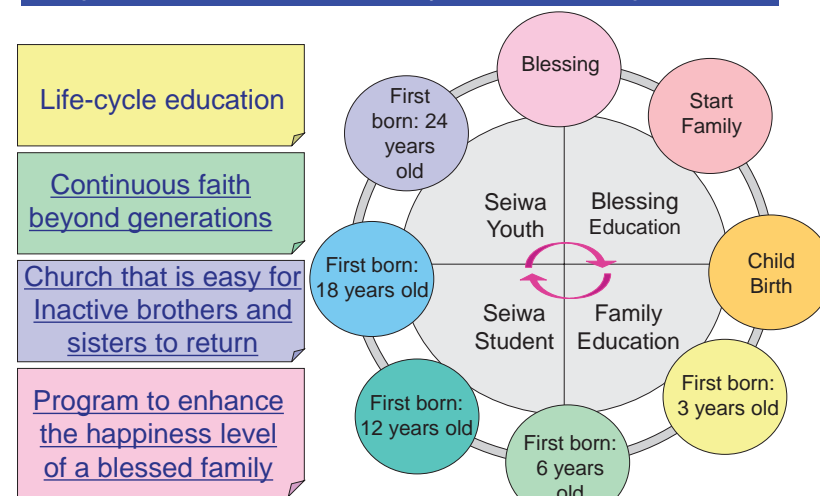 Life-cycle education
Continuous faith
beyond generations
Church that is easy for
Inactive brothers and
sisters to return
Program to enhance
the happiness level
of a blessed family
Blessing
Start
Family
Child
Birth
First born:
3 years old
First born:
6 years
old
First born:
12 years old
First born:
18 years old
First
born: 24
years
old
Seiwa
Youth
Blessing
Education
Seiwa
Student
Family
Education